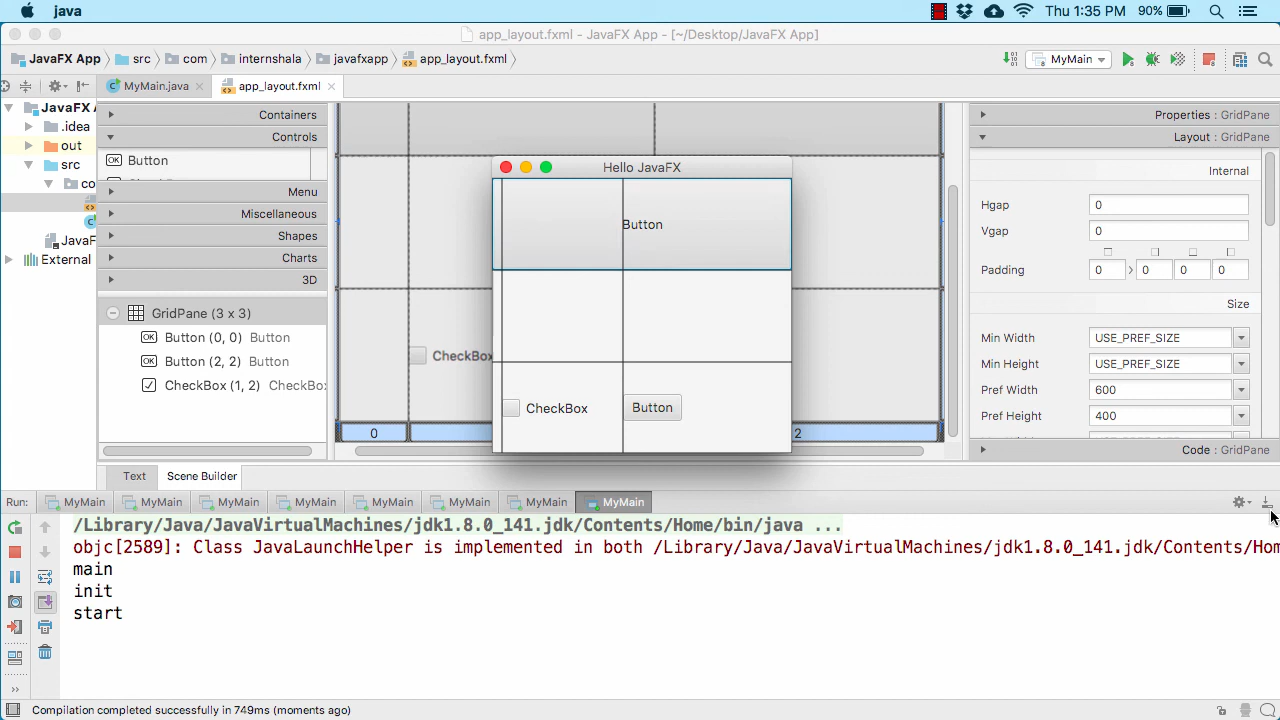 java
Thu 1:35 PM 90%
app_layout.fxml - JavaFX App - [~/Desktop/JavaFX App]
JavaFX App src com internshala javafxapp app_layout.fxml MyMain
MyMain.java app_layout.fxml
JavaFX A
.idea
out
src
co
JavaF
External
Containers
Controls
OK Button
Menu
Miscellaneous
Shapes
Charts
3D
GridPane (3 x 3)
OK Button (0, 0) Button
OK Button (2, 2) Button
CheckBox (1, 2) CheckBo
CheckBox
0
2
Hello JavaFX
Button
CheckBox Button
Properties : GridPane
Layout : GridPane
Internal
Hgap 0
Vgap 0
Padding 0 0 0 0
Size
Min Width USE_PREF_SIZE
Min Height USE_PREF_SIZE
Pref Width 600
Pref Height 400
Code : GridPane
Text Scene Builder
Run: MyMain MyMain MyMain MyMain MyMain MyMain MyMain MyMain
/Library/Java/JavaVirtualMachines/jdk1.8.0_141.jdk/Contents/Home/bin/java ...
objc[2589]: Class JavaLaunchHelper is implemented in both /Library/Java/JavaVirtualMachines/jdk1.8.0_141.jdk/Contents/Hom
main
init
start
Compilation completed successfully in 749ms (moments ago)